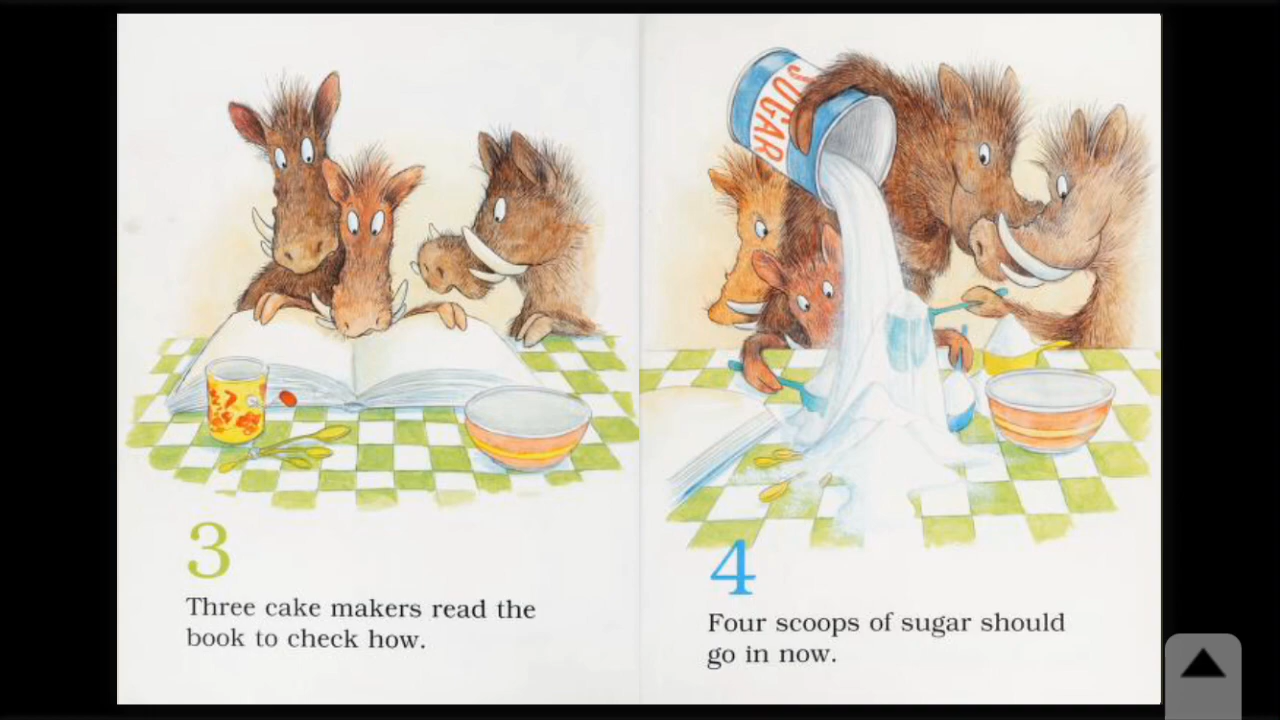 3
Three cake makers read the
book to check how.
SUGAR
4
Four scoops of sugar should
go in now.